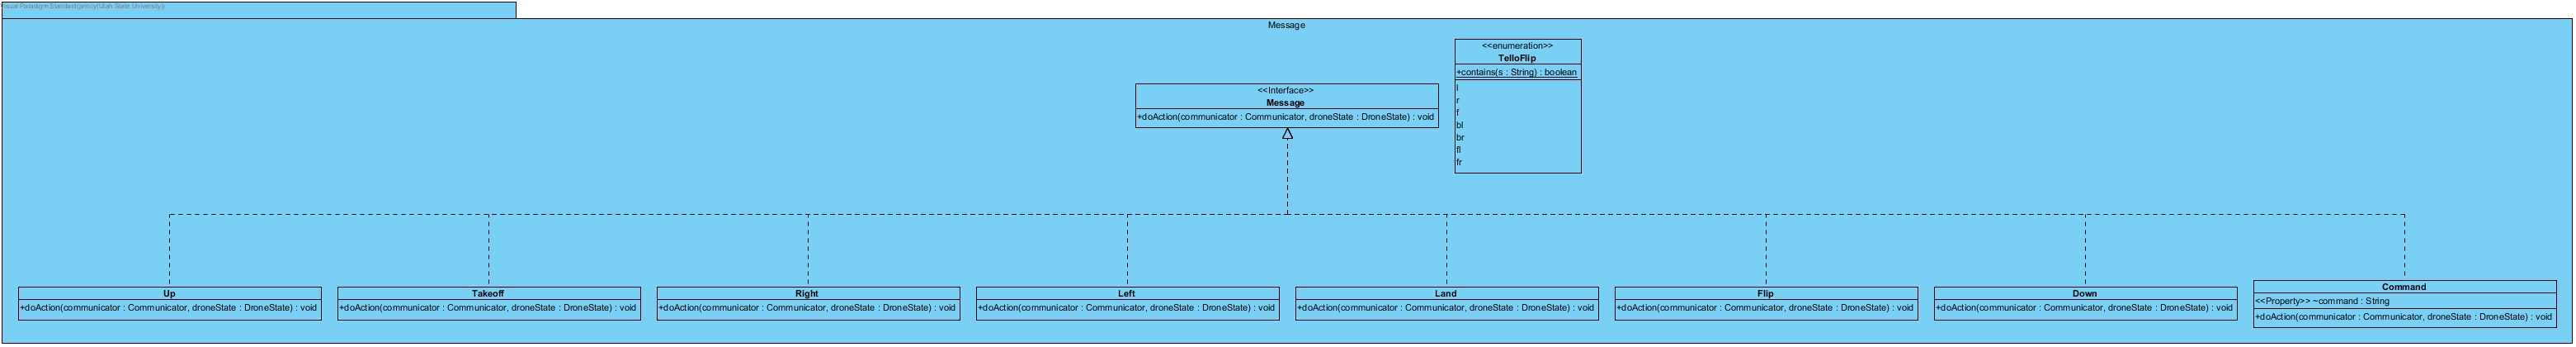 Visual Paradigm Standard(princy(Utah State University))
Message
<<enumeration>>
TelloFlip
+contains(s : String) : boolean
l
r
f
bl
br
fl
fr
<<Interface>>
Message
+doAction(communicator : Communicator, droneState : DroneState) : void
Up
+doAction(communicator : Communicator, droneState : DroneState) : void
Takeoff
+doAction(communicator : Communicator, droneState : DroneState) : void
Right
+doAction(communicator : Communicator, droneState : DroneState) : void
Left
+doAction(communicator : Communicator, droneState : DroneState) : void
Land
+doAction(communicator : Communicator, droneState : DroneState) : void
Flip
+doAction(communicator : Communicator, droneState : DroneState) : void
Down
+doAction(communicator : Communicator, droneState : DroneState) : void
Command
<<Property>> ~command : String
+doAction(communicator : Communicator, droneState : DroneState) : void